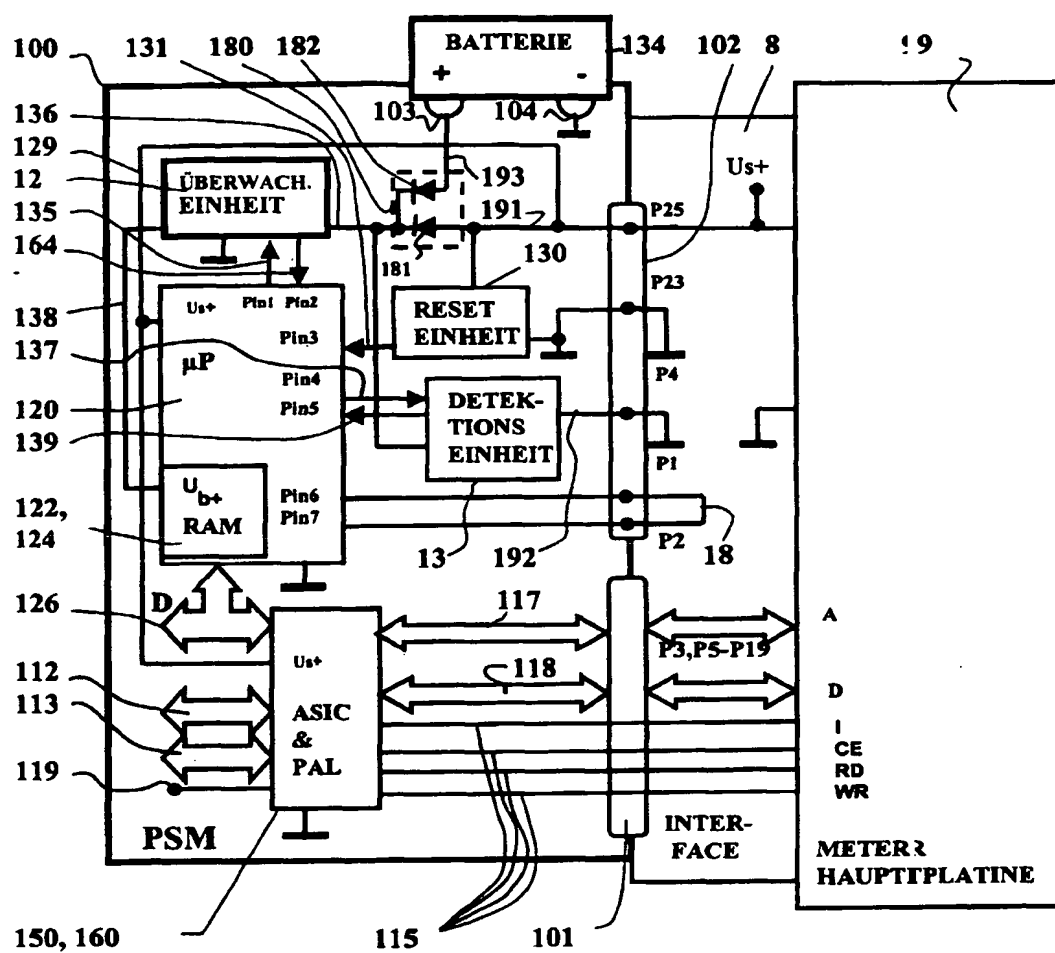 131 180 182 BATTERIE 134 102 8 9
100
+ -
103 104
136
129
12
135
164
138
137
120
139
122,
124
126
112
113
119
ÜBERWACH.
EINHEIT
193
191
181
130
Us+
P25
P23
P4
P1
P2
RESET
EINHEIT
Us+ Pin1 Pin2
Pin3
µP
Pin4
Pin5
DETEK-
TIONS
EINHEIT
Ub+
RAM
Pin6
Pin7
13 192 18
D
117
118
P3,P5-P19
A
D
I
CE
RD
WR
Us+
ASIC
&
PAL
PSM
INTER-
FACE
METER
HAUPTPLATINE
150, 160 115 101